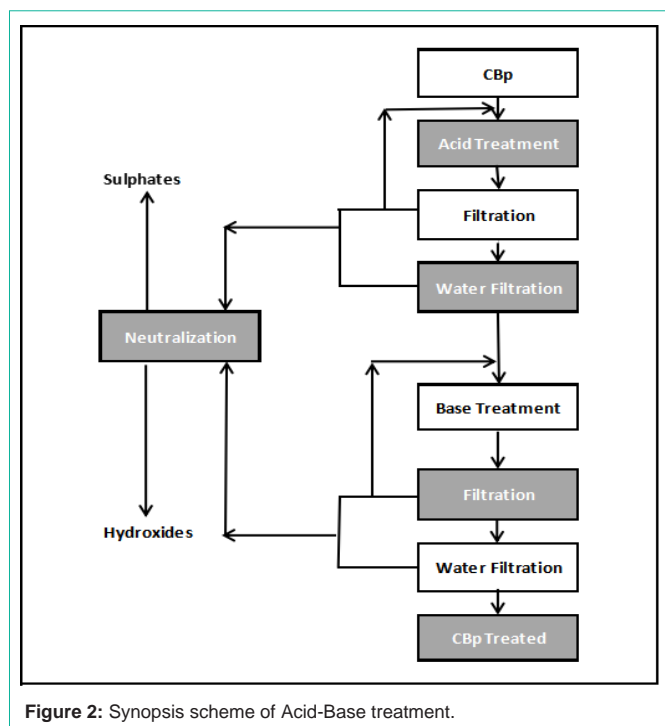 CBp
Acid Treatment
Sulphates
Filtration
Water Filtration
Neutralization
Base Treatment
Filtration
Hydroxides
Water Filtration
CBp Treated
Figure 2: Synopsis scheme of Acid-Base treatment.